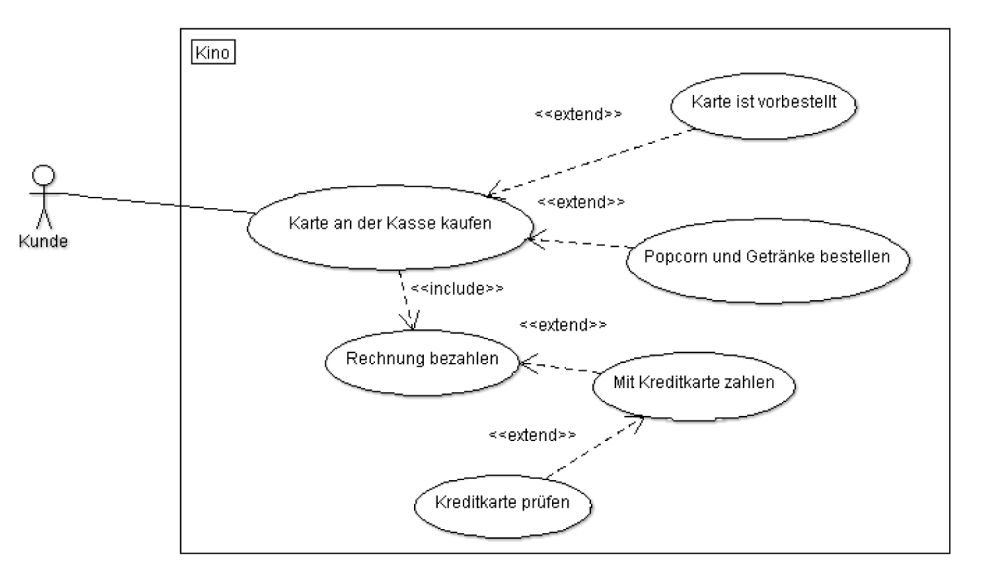 Kino
Karte ist vorbestellt
<<extend>>
<<extend>>
Karte an der Kasse kaufen
Kunde
Popcorn und Getränke bestellen
<<include>>
<<extend>>
Rechnung bezahlen
Mit Kreditkarte zahlen
<<extend>>
Kreditkarte prüfen